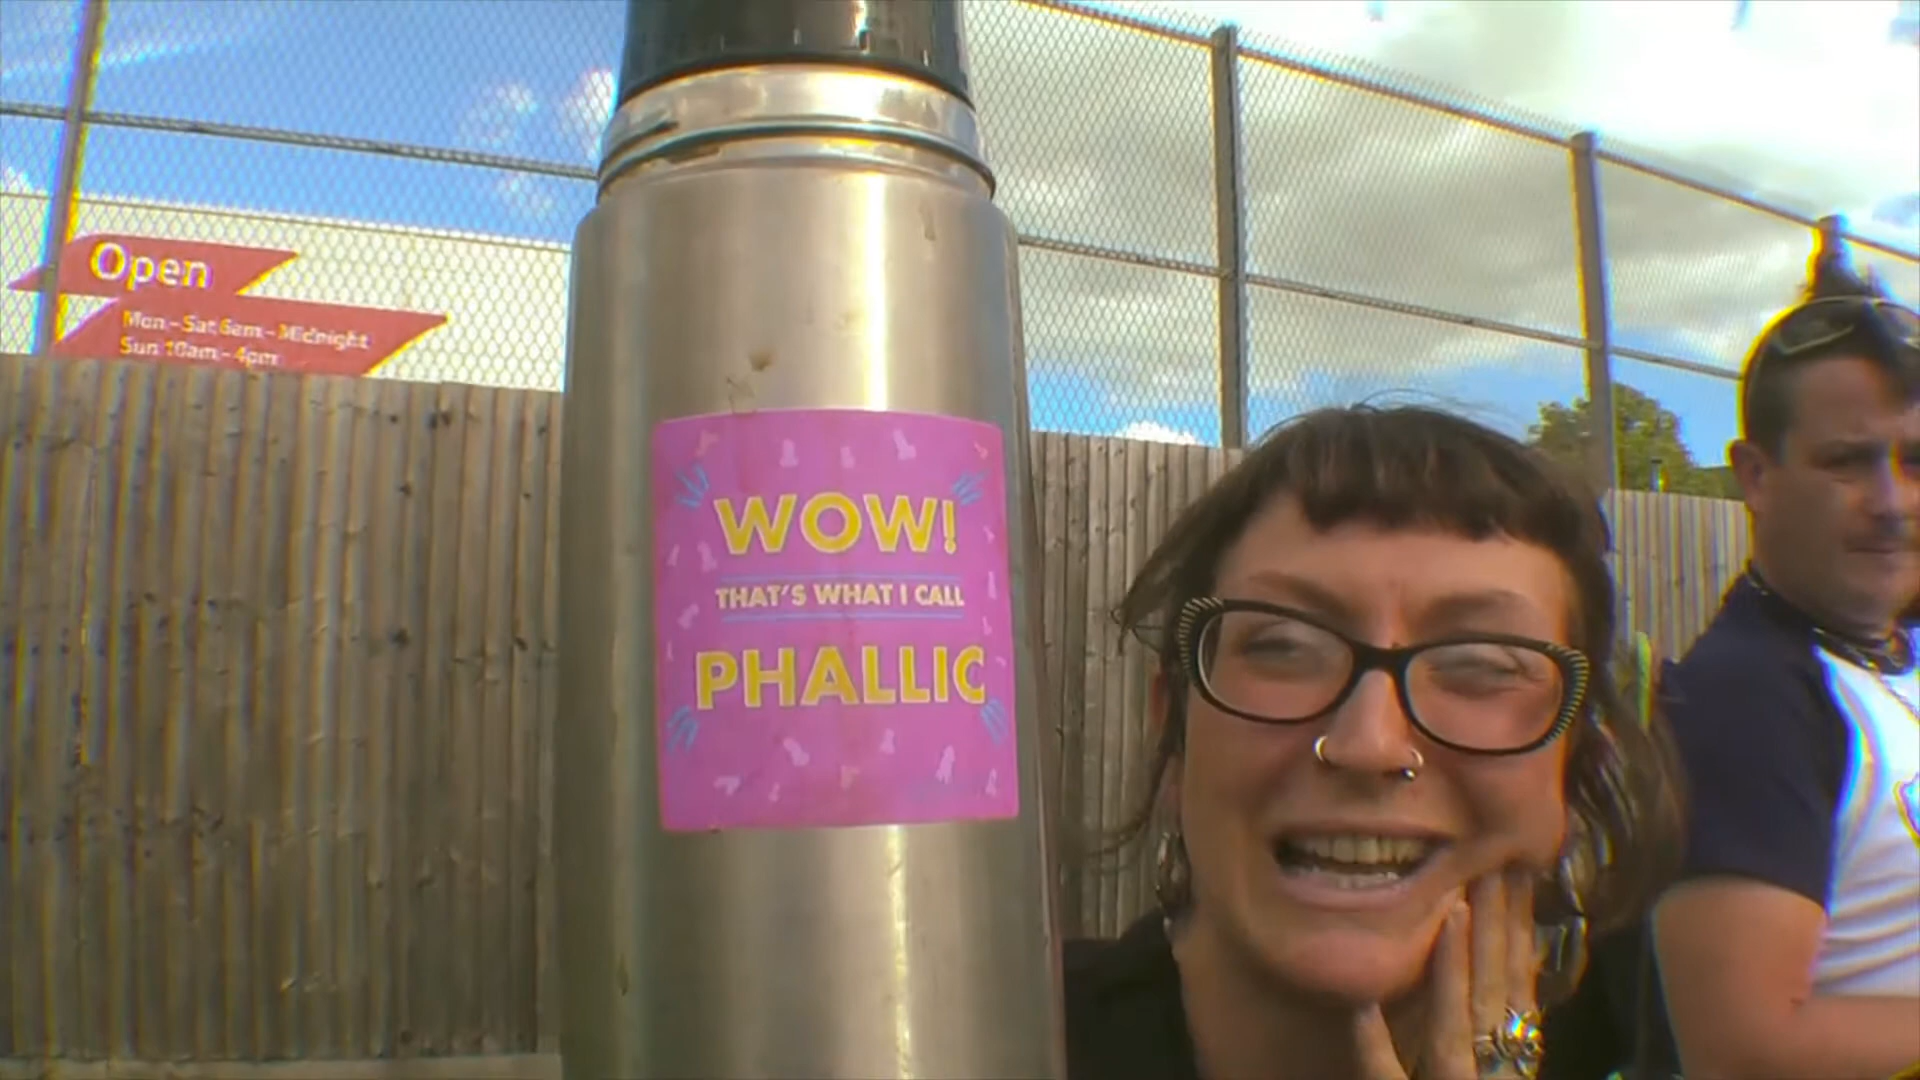 Open
Mon - Sat 6am - Midnight
Sun 10am - 4pm
WOW!
THAT'S WHAT I CALL
PHALLIC